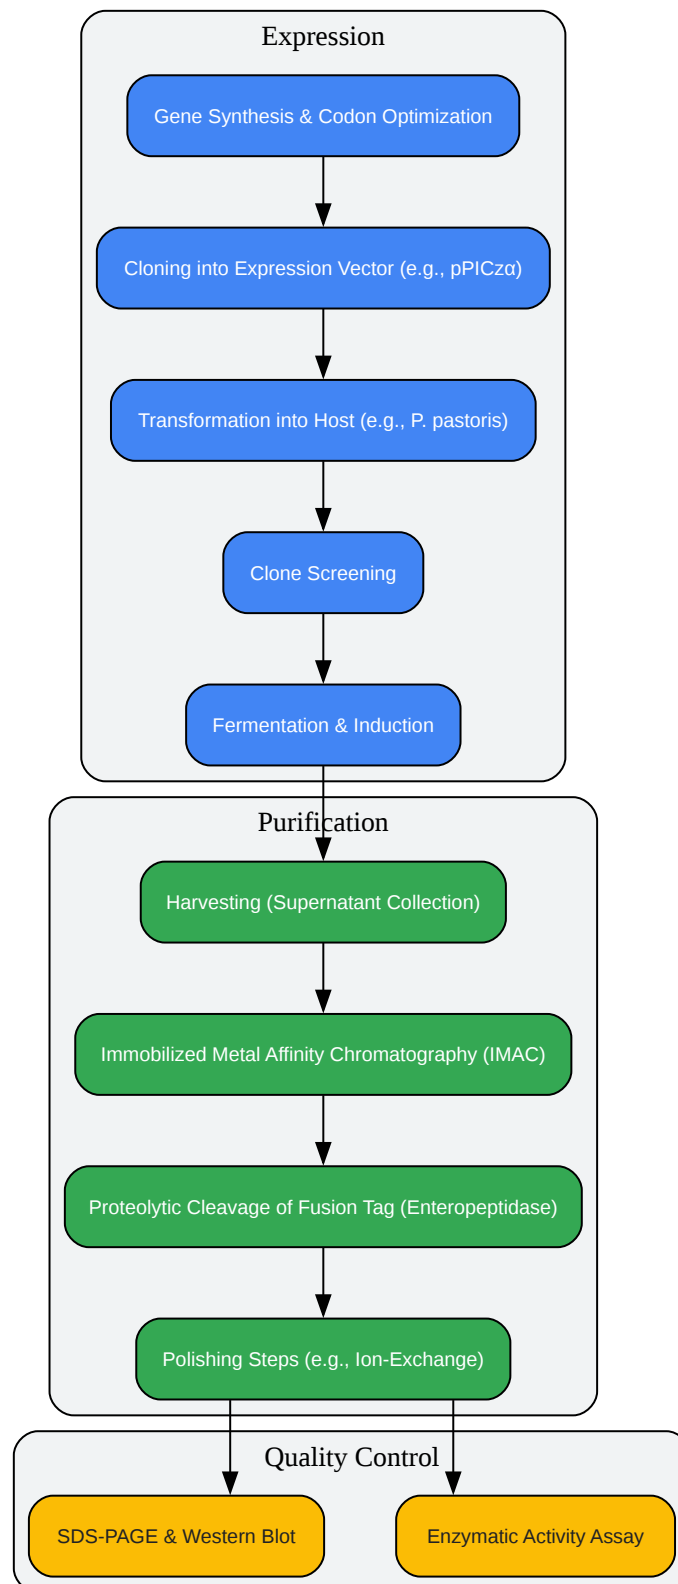 Expression
Gene Synthesis & Codon Optimization
Cloning into Expression Vector (e.g., pPICzα)
Transformation into Host (e.g., P. pastoris)
Clone Screening
Fermentation & Induction
Purification
Harvesting (Supernatant Collection)
Immobilized Metal Affinity Chromatography (IMAC)
Proteolytic Cleavage of Fusion Tag (Enteropeptidase)
Polishing Steps (e.g., Ion-Exchange)
Quality Control
SDS-PAGE & Western Blot
Enzymatic Activity Assay